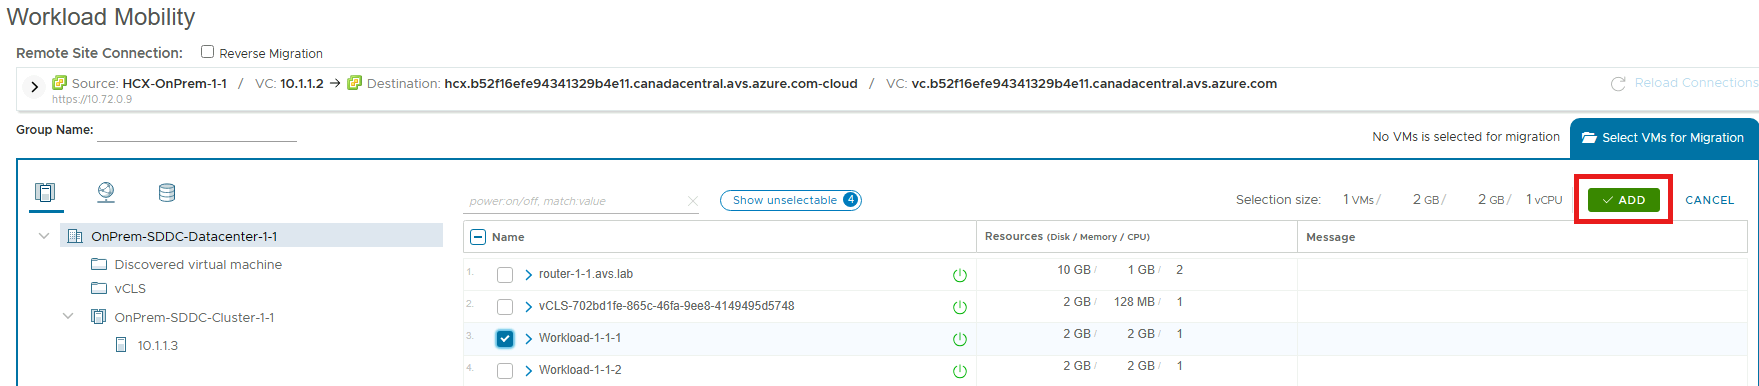 Workload Mobility
Remote Site Connection: Reverse Migration
Source: HCX-OnPrem-1-1 / VC: 10.1.1.2 → Destination: hcx.b52f16efe94341329b4e11.canadacentral.avs.azure.com-cloud / VC: vc.b52f16efe94341329b4e11.canadacentral.avs.azure.com Reload Connections
https://10.72.0.9
Group Name: No VMs is selected for migration Select VMs for Migration
power:on/off, match:value Show unselectable 4 Selection size: 1 VMs / 2 GB / 2 GB / 1 vCPU ADD CANCEL
OnPrem-SDDC-Datacenter-1-1 Name Resources (Disk / Memory / CPU) Message
Discovered virtual machine 1. router-1-1.avs.lab 10 GB / 1 GB / 2
vCLS 2. vCLS-702bd1fe-865c-46fa-9ee8-4149495d5748 2 GB / 128 MB / 1
OnPrem-SDDC-Cluster-1-1 3. Workload-1-1-1 2 GB / 2 GB / 1
10.1.1.3 4. Workload-1-1-2 2 GB / 2 GB / 1